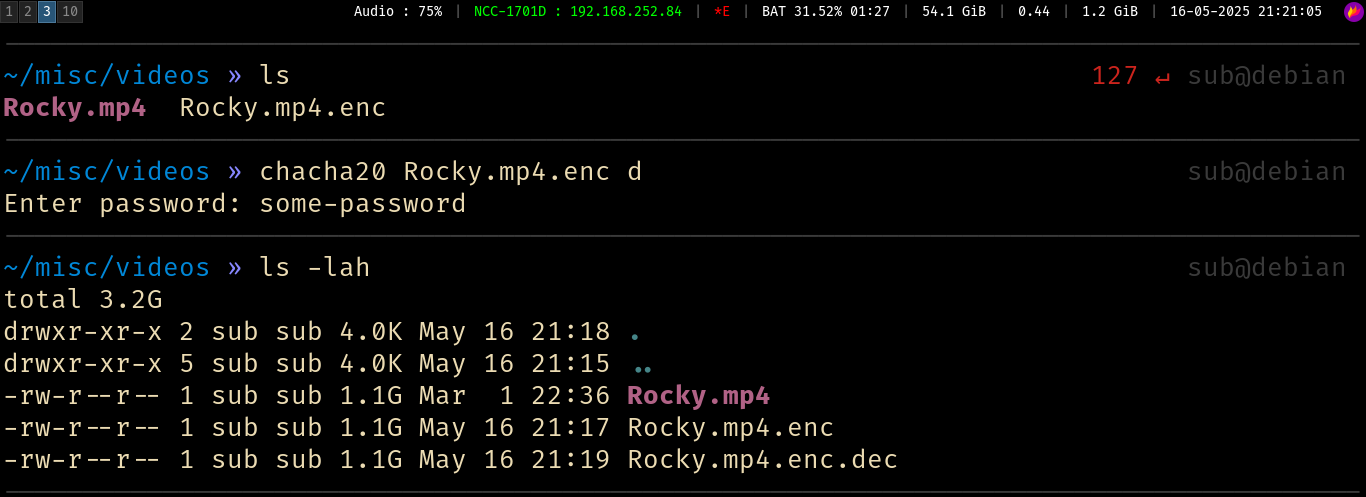 1 2 3 10 Audio : 75% | NCC-1701D : 192.168.252.84 | *E | BAT 31.52% 01:27 | 54.1 GiB | 0.44 | 1.2 GiB | 16-05-2025 21:21:05
~/misc/videos » ls 127 ↵ sub@debian
Rocky.mp4 Rocky.mp4.enc
~/misc/videos » chacha20 Rocky.mp4.enc d sub@debian
Enter password: some-password
~/misc/videos » ls -lah sub@debian
total 3.2G
drwxr-xr-x 2 sub sub 4.0K May 16 21:18 .
drwxr-xr-x 5 sub sub 4.0K May 16 21:15 ..
-rw-r--r-- 1 sub sub 1.1G Mar  1 22:36 Rocky.mp4
-rw-r--r-- 1 sub sub 1.1G May 16 21:17 Rocky.mp4.enc
-rw-r--r-- 1 sub sub 1.1G May 16 21:19 Rocky.mp4.enc.dec